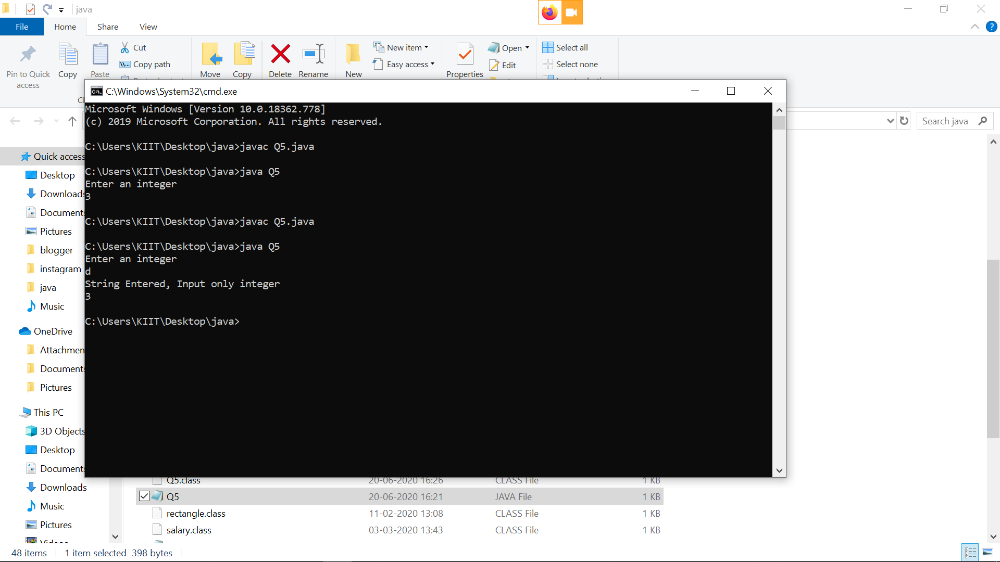 java
File Home Share View
Pin to Quick access
Copy
Paste
Cut
Copy path
Move
Copy
Delete
Rename
New
New item
Easy access
Properties
Open
Edit
Select all
Select none
C:\Windows\System32\cmd.exe
Microsoft Windows [Version 10.0.18362.778]
(c) 2019 Microsoft Corporation. All rights reserved.
C:\Users\KIIT\Desktop\java>javac Q5.java
C:\Users\KIIT\Desktop\java>java Q5
Enter an integer
3
C:\Users\KIIT\Desktop\java>javac Q5.java
C:\Users\KIIT\Desktop\java>java Q5
Enter an integer
d
String Entered, Input only integer
3
C:\Users\KIIT\Desktop\java>
Search java
Quick access
Desktop
Downloads
Documents
Pictures
blogger
instagram
java
Music
OneDrive
Attachmen
Documents
Pictures
This PC
3D Objects
Desktop
Documents
Downloads
Music
Pictures
Videos
Q5.class 20-06-2020 16:26 CLASS File 1 KB
Q5 20-06-2020 16:21 JAVA File 1 KB
rectangle.class 11-02-2020 13:08 CLASS File 1 KB
salary.class 03-03-2020 13:43 CLASS File 1 KB
48 items 1 item selected 398 bytes